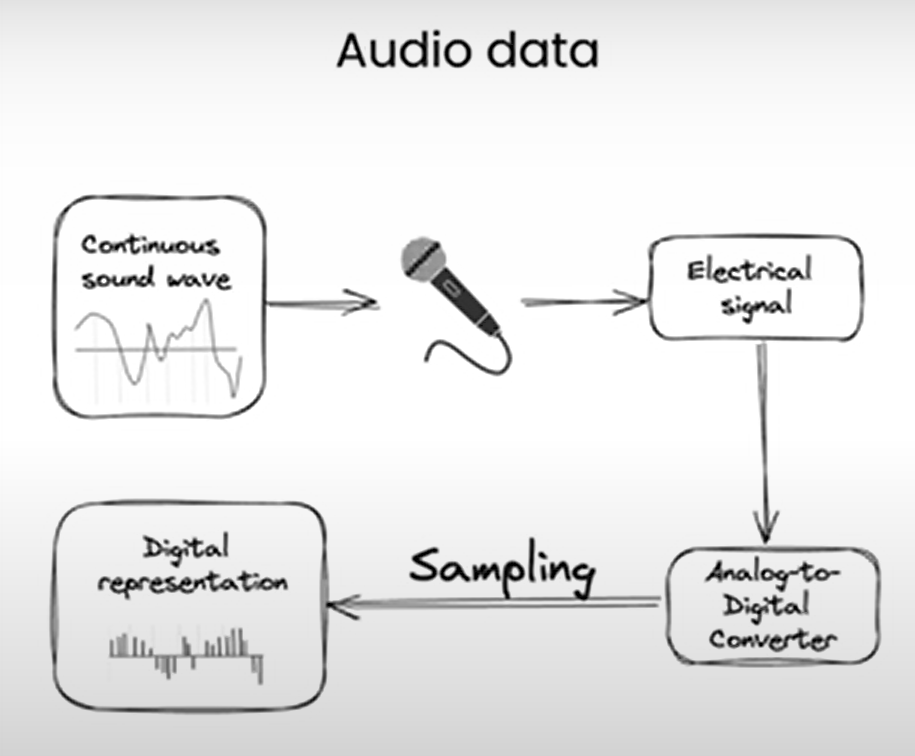 Audio data
Continuous
sound wave
Electrical
signal
Analog-to-
Digital
Converter
Sampling
Digital
representation